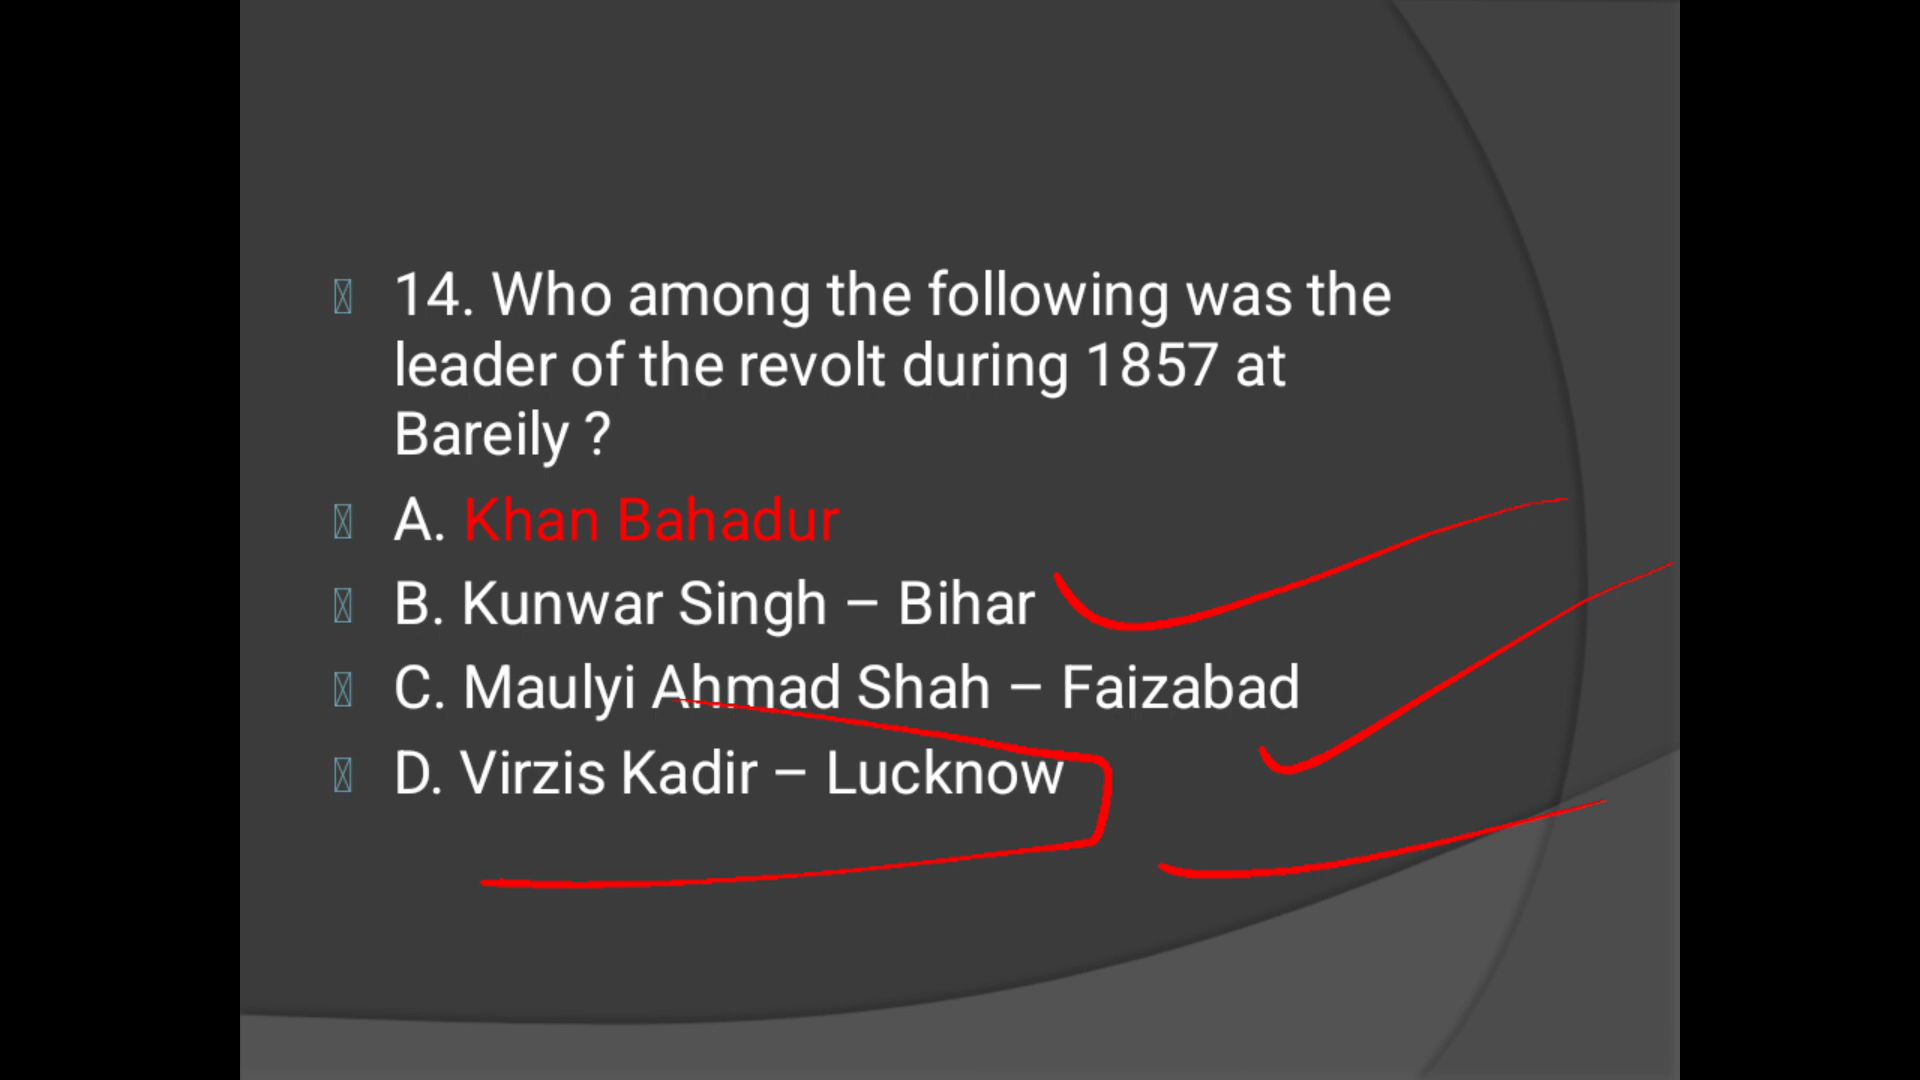 14. Who among the following was the
leader of the revolt during 1857 at
Bareily ?
A. Khan Bahadur
B. Kunwar Singh – Bihar
C. Maulyi Ahmad Shah – Faizabad
D. Virzis Kadir – Lucknow